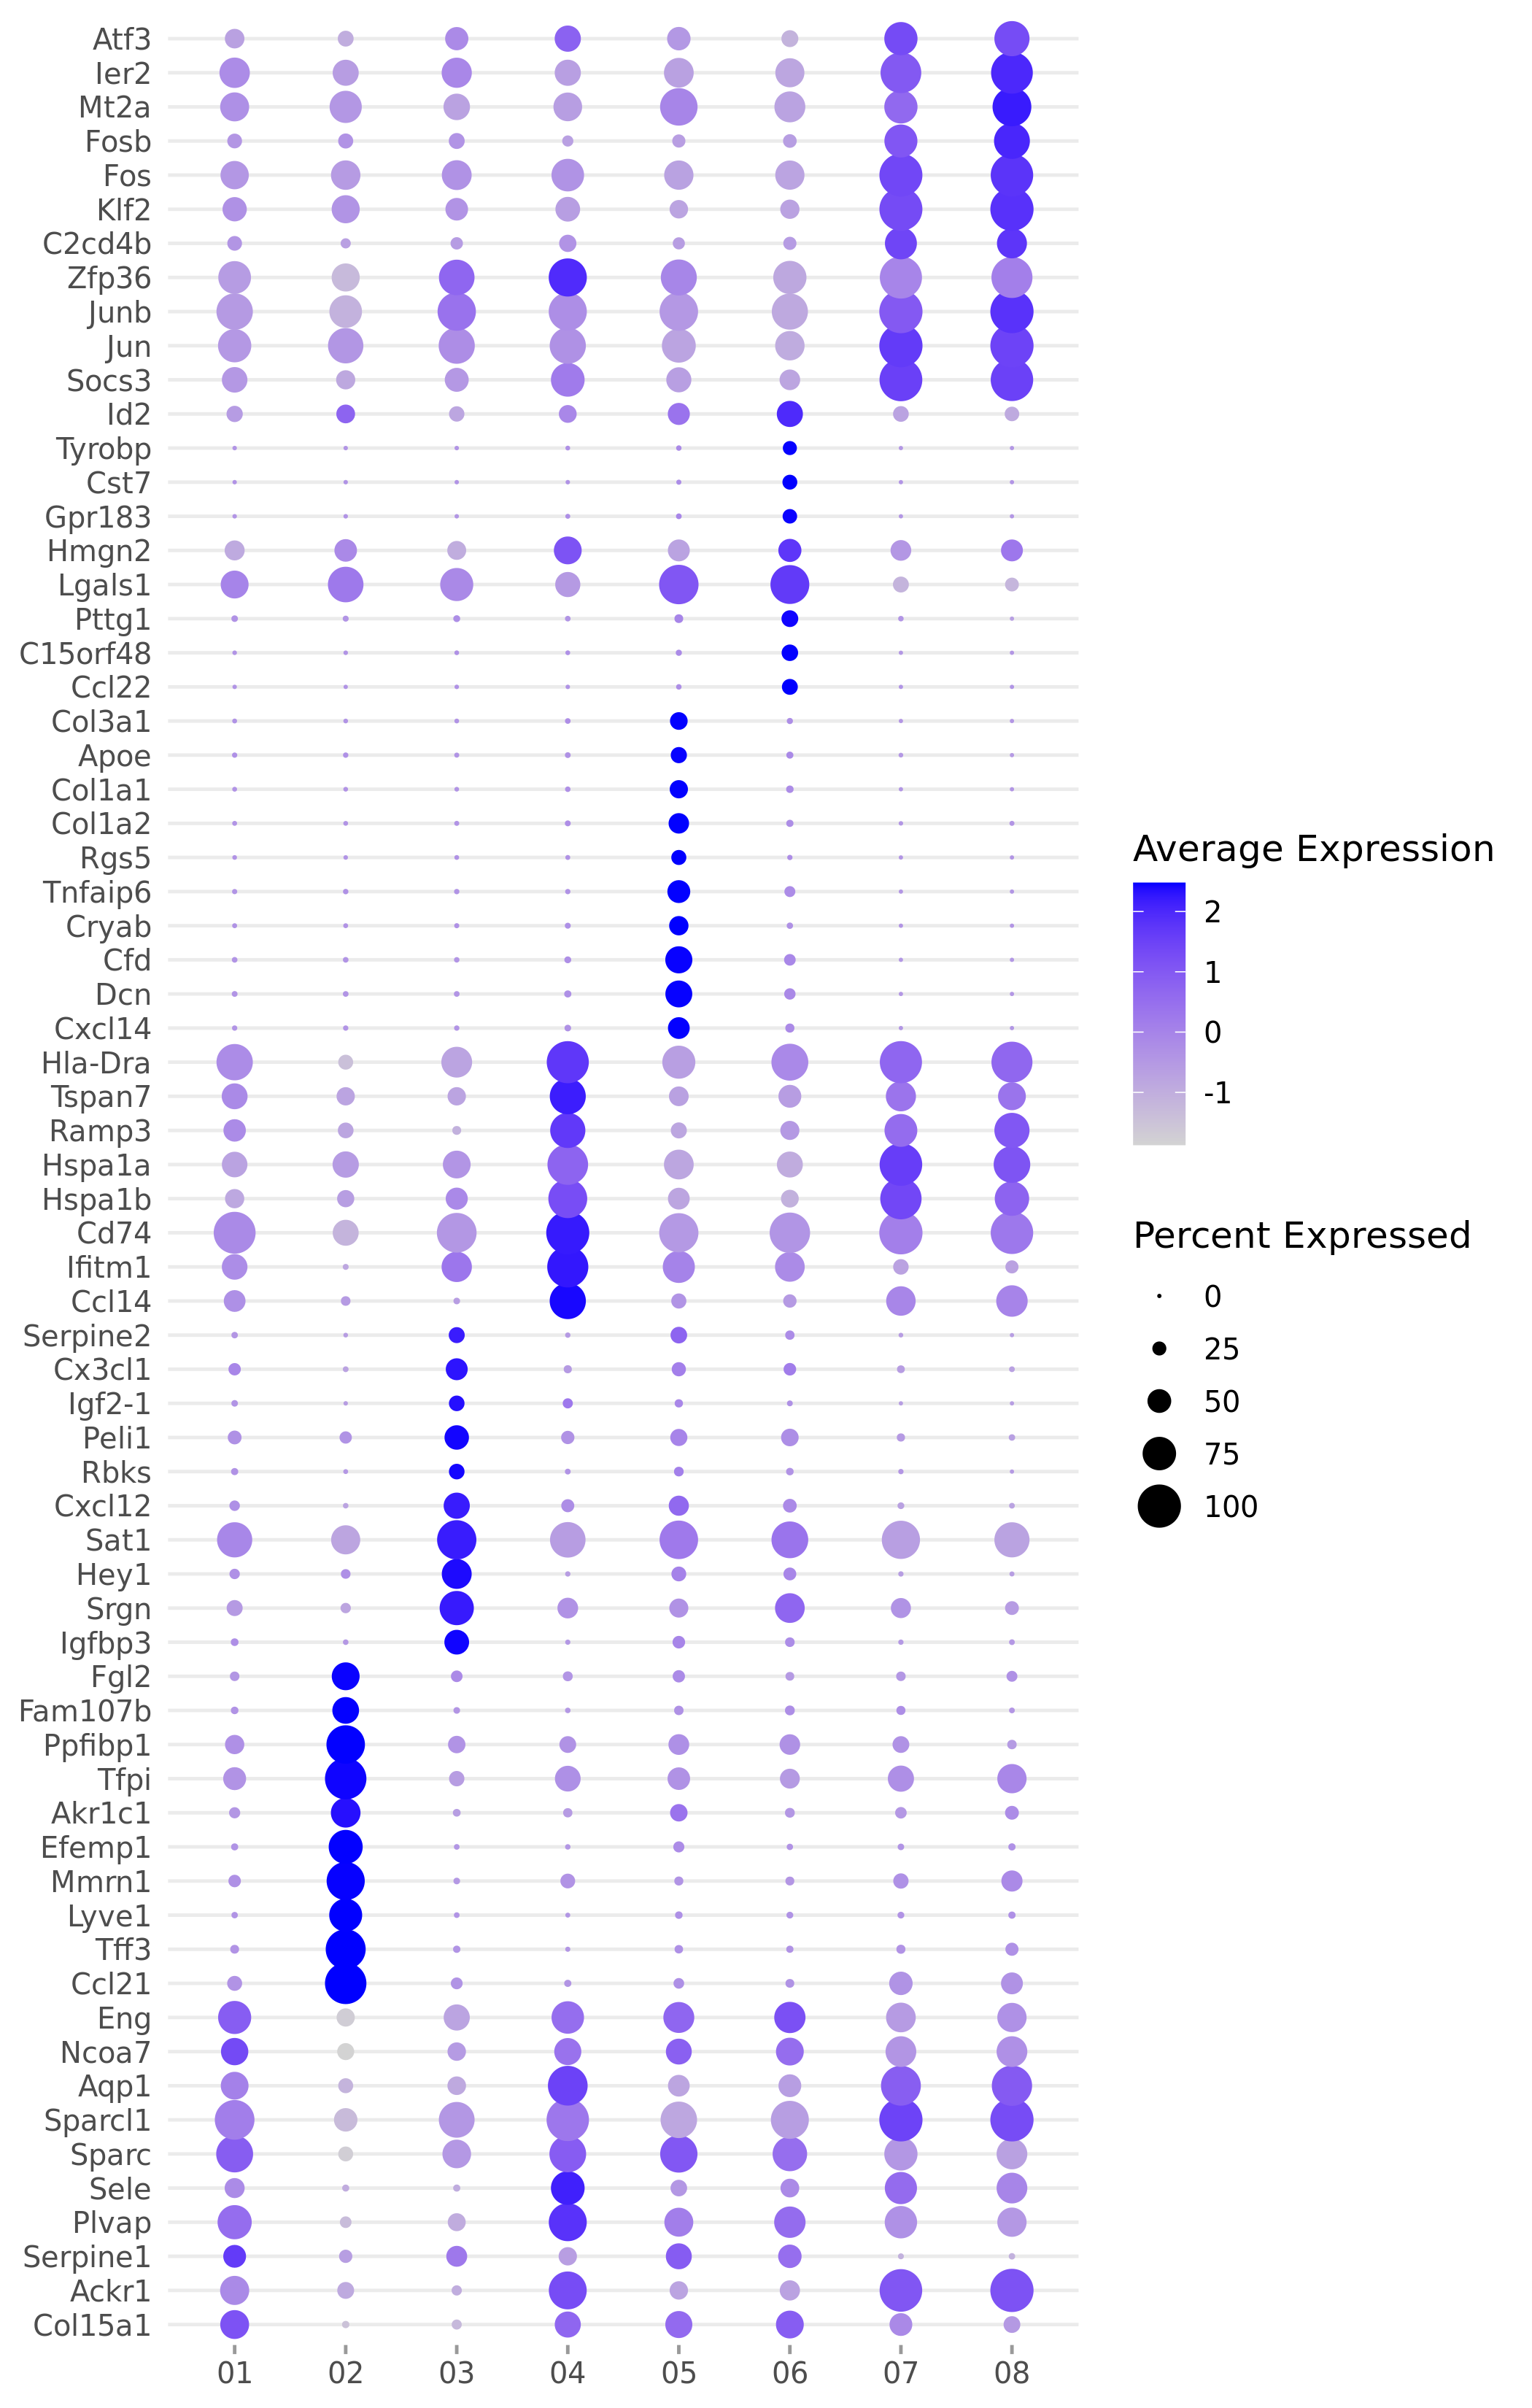 Atf3
Ier2
Mt2a
Fosb
Fos
Klf2
C2cd4b
Zfp36
Junb
Jun
Socs3
Id2
Tyrobp
Cst7
Gpr183
Hmgn2
Lgals1
Pttg1
C15orf48
Ccl22
Col3a1
Apoe
Col1a1
Col1a2
Rgs5
Tnfaip6
Cryab
Cfd
Dcn
Cxcl14
Hla-Dra
Tspan7
Ramp3
Hspa1a
Hspa1b
Cd74
Ifitm1
Ccl14
Serpine2
Cx3cl1
Igf2-1
Peli1
Rbks
Cxcl12
Sat1
Hey1
Srgn
Igfbp3
Fgl2
Fam107b
Ppfibp1
Tfpi
Akr1c1
Efemp1
Mmrn1
Lyve1
Tff3
Ccl21
Eng
Ncoa7
Aqp1
Sparcl1
Sparc
Sele
Plvap
Serpine1
Ackr1
Col15a1
01 02 03 04 05 06 07 08
Average Expression
2
1
0
-1
Percent Expressed
0
25
50
75
100